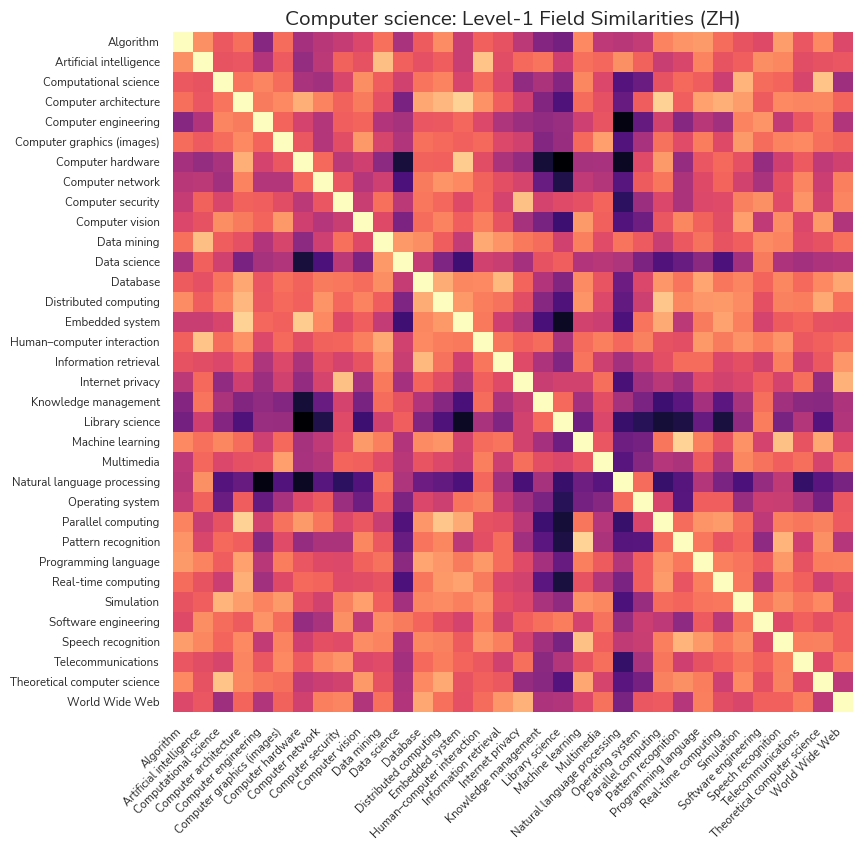 Computer science: Level-1 Field Similarities (ZH)
Algorithm
Artificial intelligence
Computational science
Computer architecture
Computer engineering
Computer graphics (images)
Computer hardware
Computer network
Computer security
Computer vision
Data mining
Data science
Database
Distributed computing
Embedded system
Human–computer interaction
Information retrieval
Internet privacy
Knowledge management
Library science
Machine learning
Multimedia
Natural language processing
Operating system
Parallel computing
Pattern recognition
Programming language
Real-time computing
Simulation
Software engineering
Speech recognition
Telecommunications
Theoretical computer science
World Wide Web
Algorithm
Artificial intelligence
Computational science
Computer architecture
Computer engineering
Computer graphics (images)
Computer hardware
Computer network
Computer security
Computer vision
Data mining
Data science
Database
Distributed computing
Embedded system
Human–computer interaction
Information retrieval
Internet privacy
Knowledge management
Library science
Machine learning
Multimedia
Natural language processing
Operating system
Parallel computing
Pattern recognition
Programming language
Real-time computing
Simulation
Software engineering
Speech recognition
Telecommunications
Theoretical computer science
World Wide Web